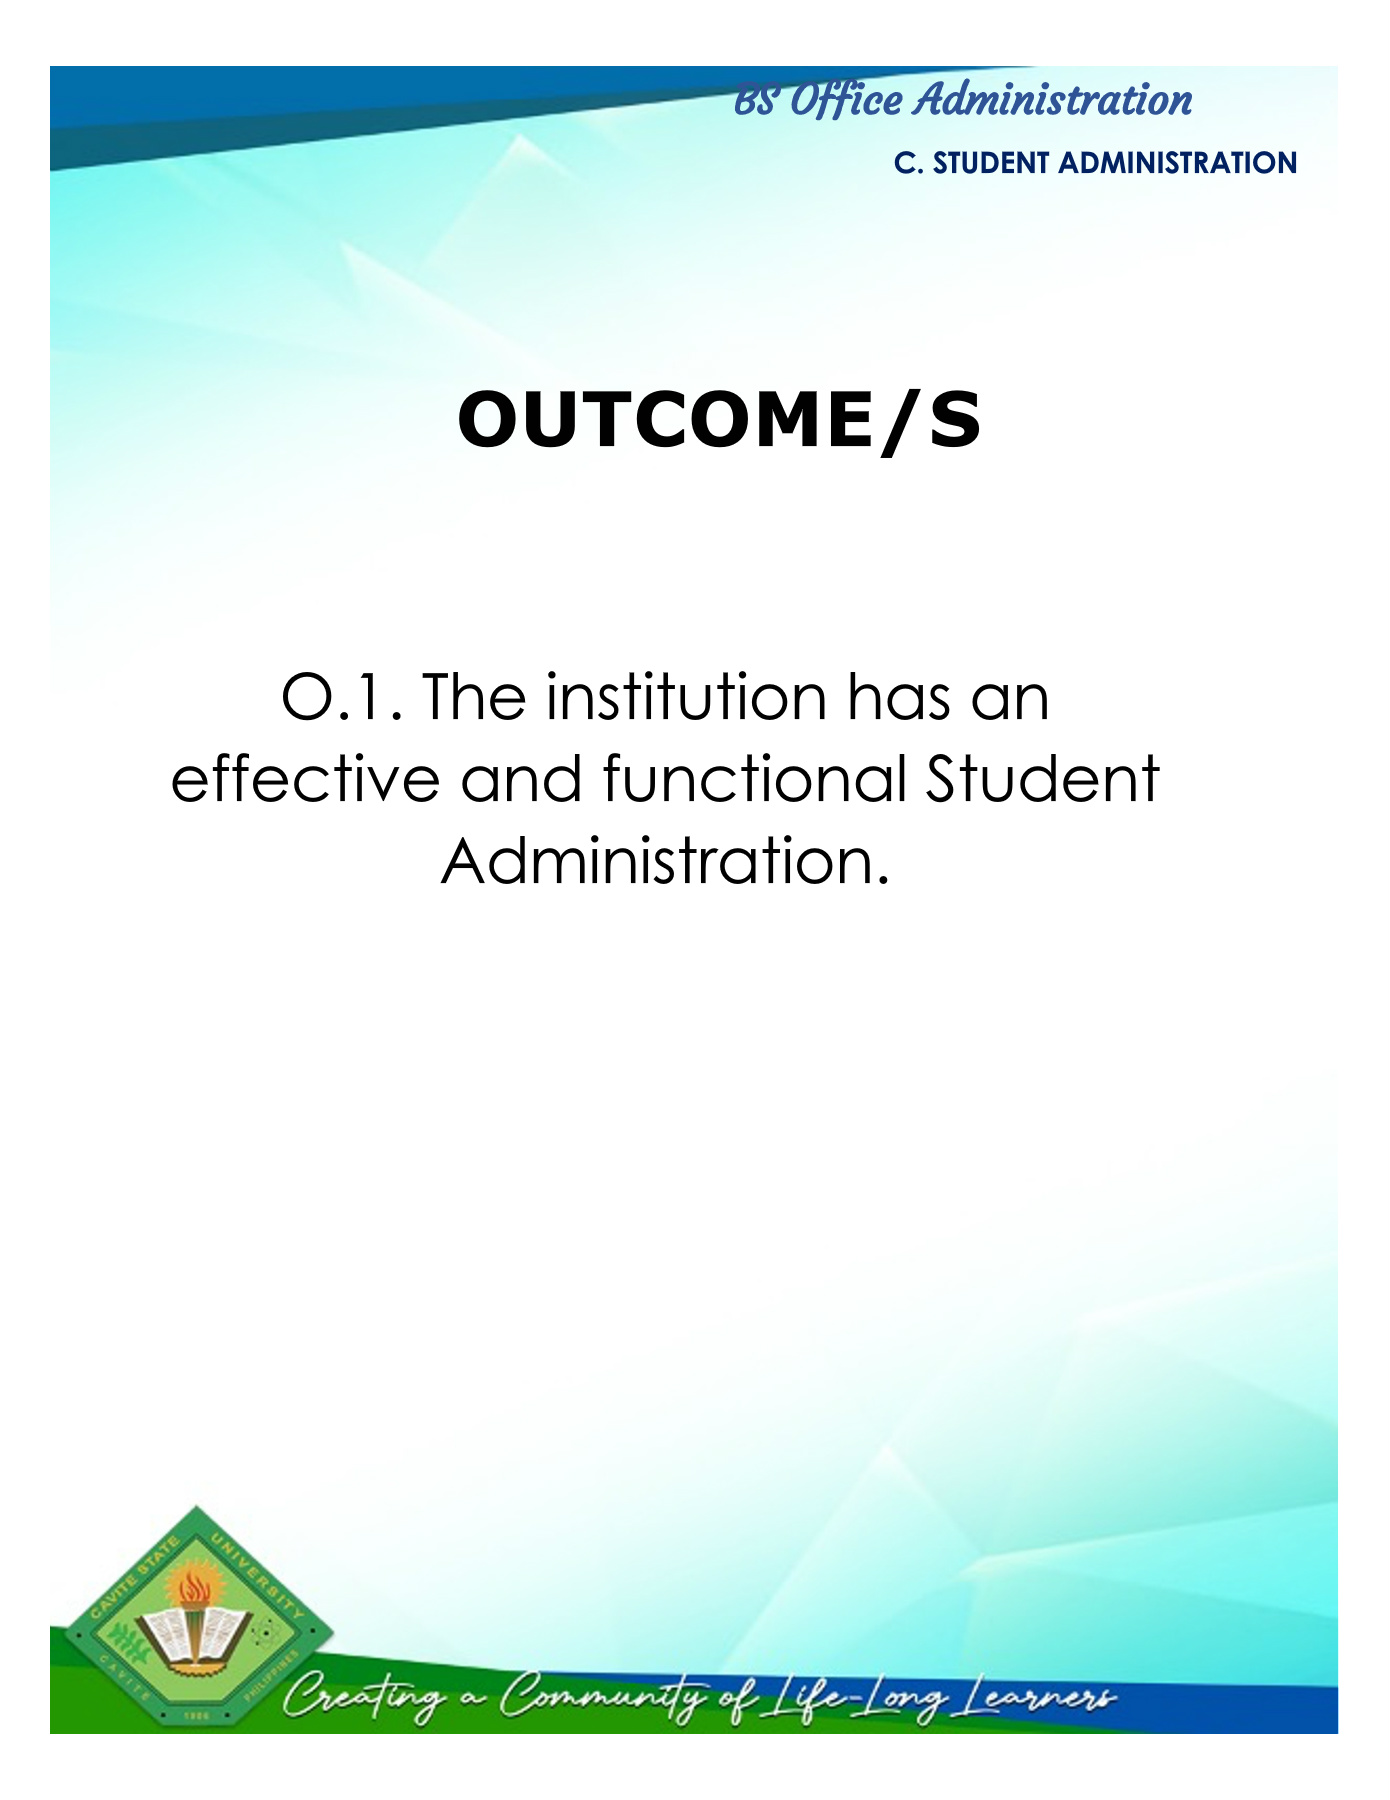 BS Office Administration
C. STUDENT ADMINISTRATION
OUTCOME/S
O.1. The institution has an
effective and functional Student
Administration.
CAVITE STATE UNIVERSITY
CAVITE PHILIPPINES
1906
Creating a Community of Life-Long Learners